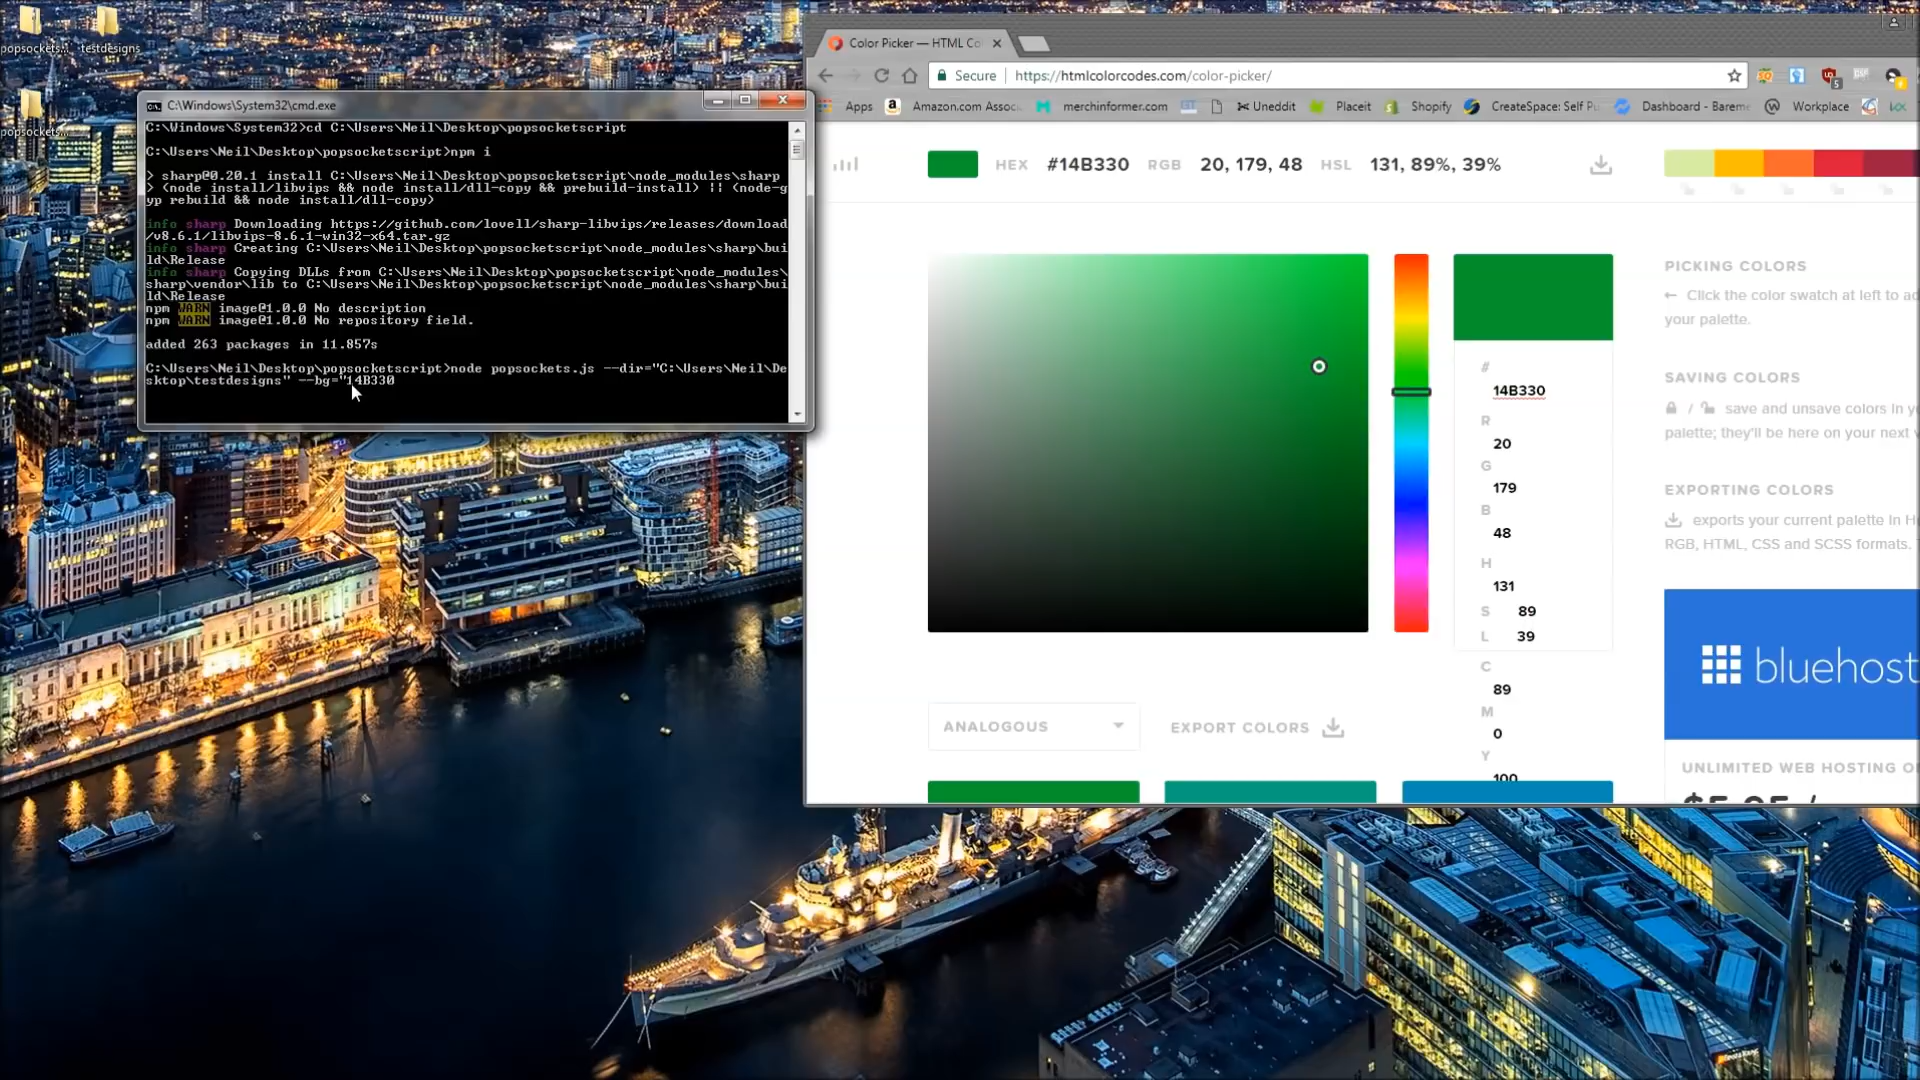 popsockets...
testdesigns
popsockets...
C:\Windows\System32\cmd.exe
C:\Windows\System32>cd C:\Users\Neil\Desktop\popsocketscript
C:\Users\Neil\Desktop\popsocketscript>npm i
> sharp@0.20.1 install C:\Users\Neil\Desktop\popsocketscript\node_modules\sharp
> (node install/libvips && node install/dll-copy && prebuild-install) || (node-g
yp rebuild && node install/dll-copy)
info sharp Downloading https://github.com/lovell/sharp-libvips/releases/download
/v8.6.1/libvips-8.6.1-win32-x64.tar.gz
info sharp Creating C:\Users\Neil\Desktop\popsocketscript\node_modules\sharp\bui
ld\Release
info sharp Copying DLLs from C:\Users\Neil\Desktop\popsocketscript\node_modules\
sharp\vendor\lib to C:\Users\Neil\Desktop\popsocketscript\node_modules\sharp\bui
ld\Release
npm WARN image@1.0.0 No description
npm WARN image@1.0.0 No repository field.
added 263 packages in 11.857s
C:\Users\Neil\Desktop\popsocketscript>node popsockets.js --dir="C:\Users\Neil\De
sktop\testdesigns" --bg="14B330
Color Picker — HTML Co
Secure https://htmlcolorcodes.com/color-picker/
Apps Amazon.com Assoc merchinformer.com Uneddit Placeit Shopify CreateSpace: Self Pu Dashboard - Bareme Workplace
HEX #14B330 RGB 20, 179, 48 HSL 131, 89%, 39%
#
14B330
R
20
G
179
B
48
H
131
S 89
L 39
C
89
M
0
Y
100
PICKING COLORS
← Click the color swatch at left to ad
your palette.
SAVING COLORS
/ save and unsave colors in yo
palette; they'll be here on your next v
EXPORTING COLORS
exports your current palette in H
RGB, HTML, CSS and SCSS formats.
bluehost
UNLIMITED WEB HOSTING O
ANALOGOUS
EXPORT COLORS